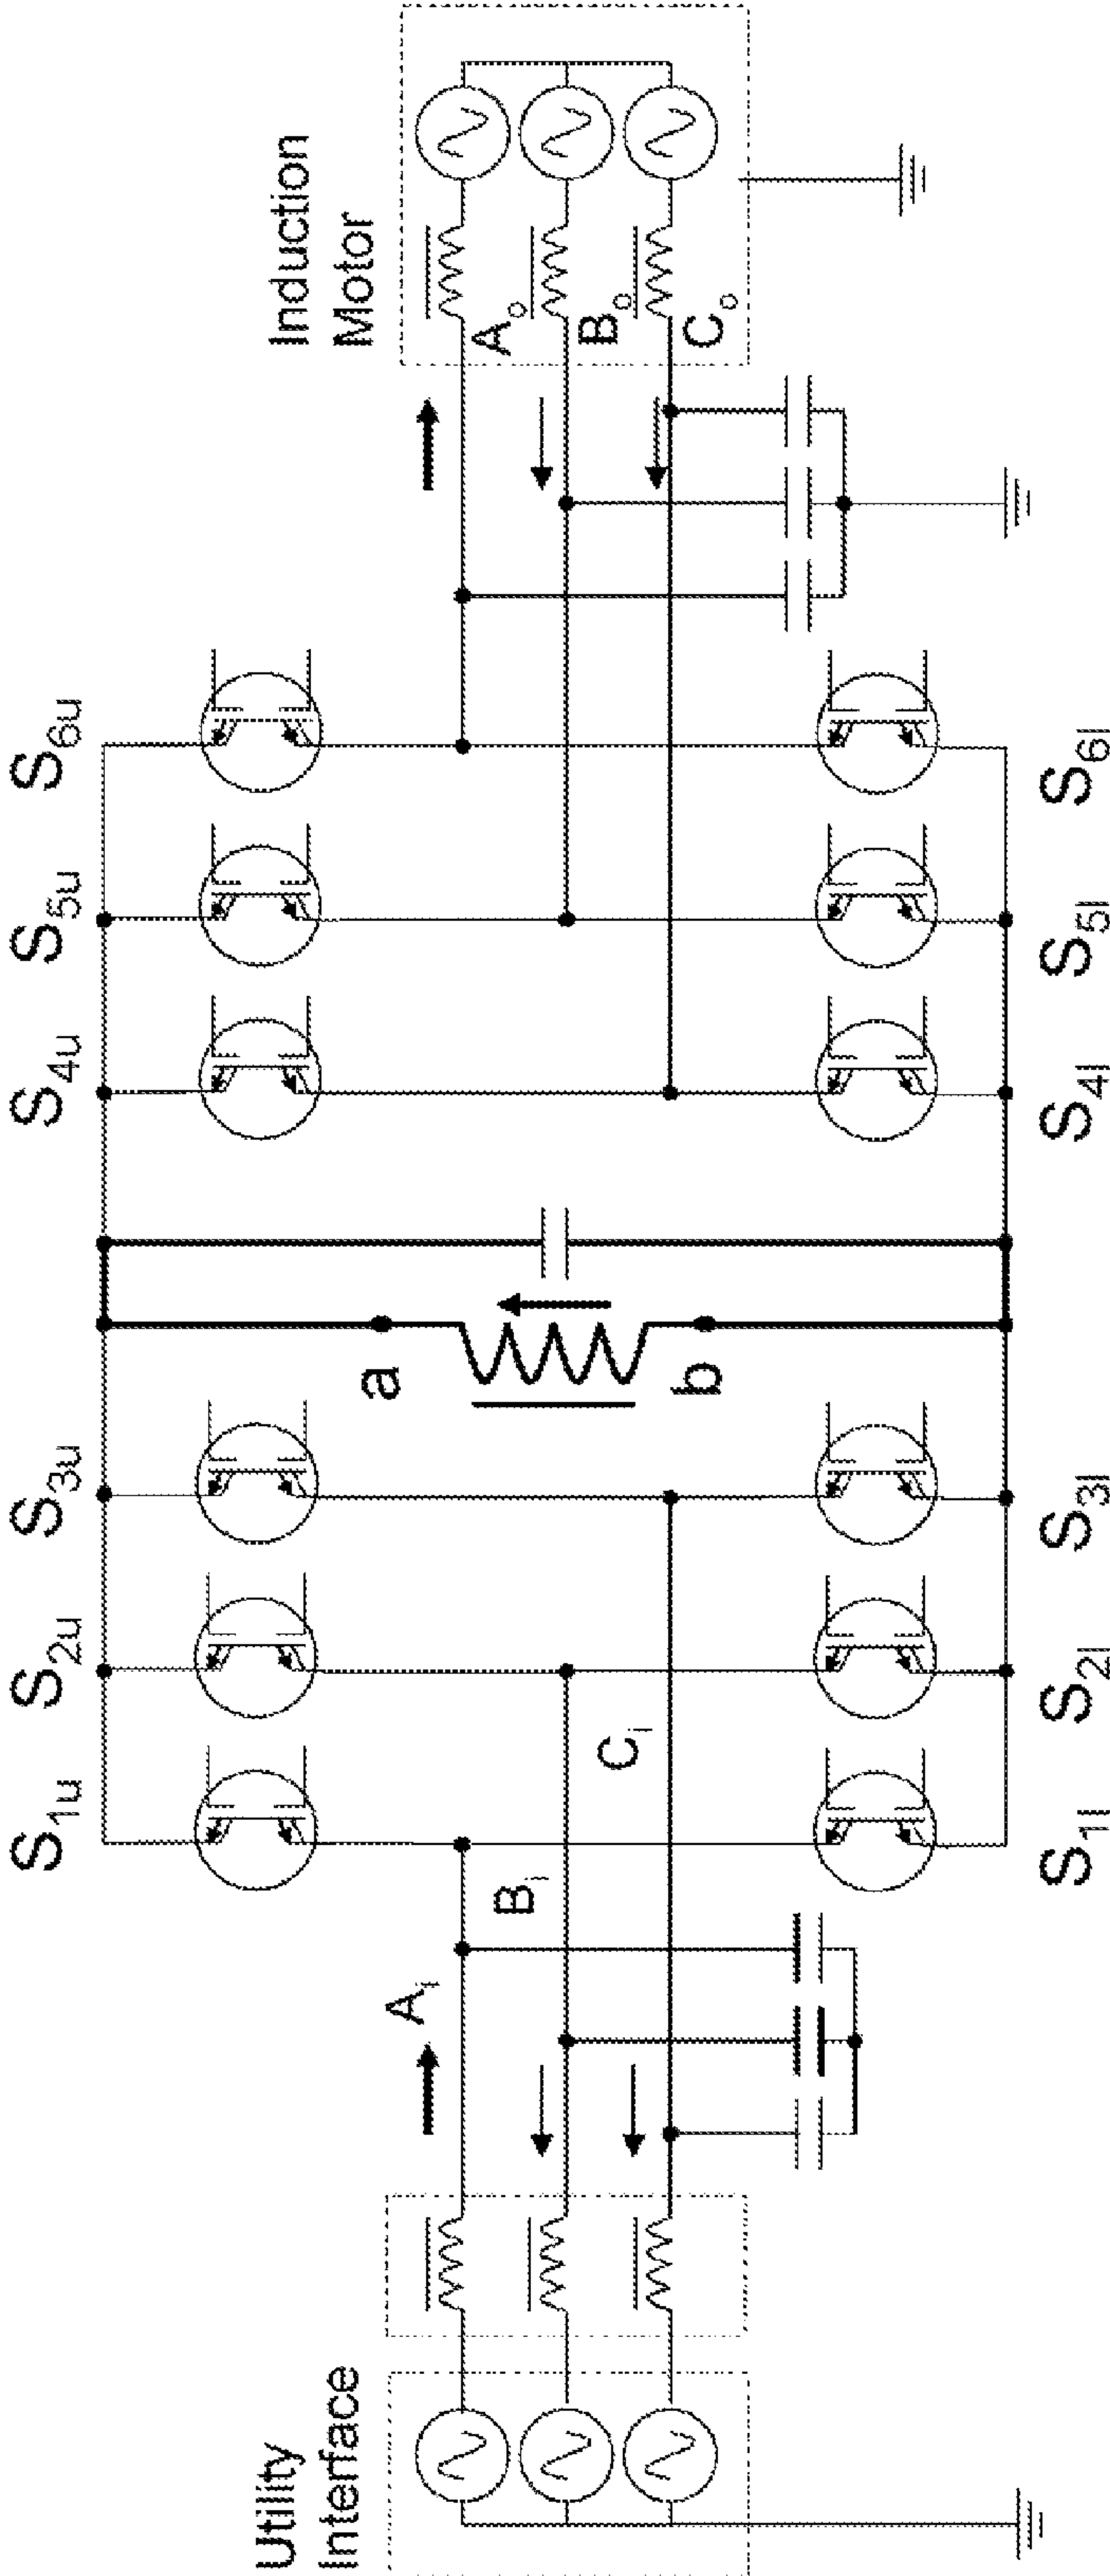 Utility
Interface
Induction
Motor
S1u S2u S3u S4u S5u S6u
Ai
Bi
Ci
a
b
Ao
Bo
Co
S1l S2l S3l S4l S5l S6l